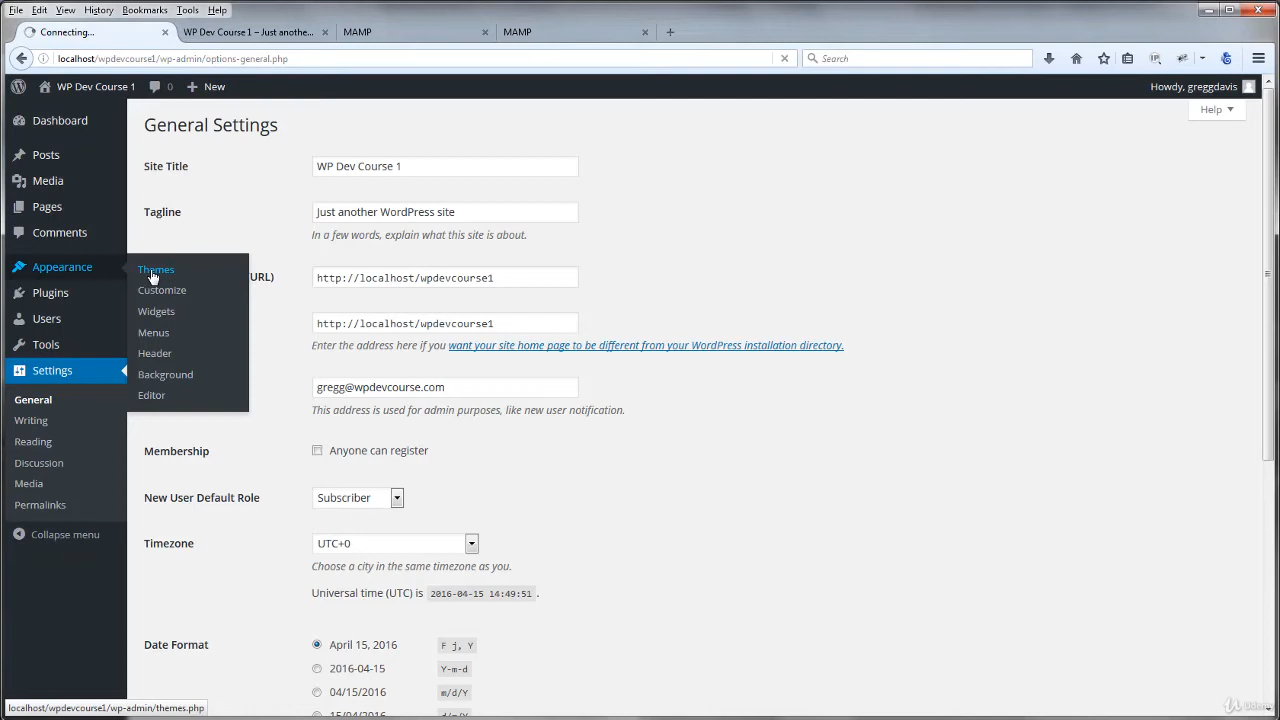 File Edit View History Bookmarks Tools Help
Connecting... WP Dev Course 1 – Just anothe... MAMP MAMP
localhost/wpdevcourse1/wp-admin/options-general.php Search
WP Dev Course 1 0 New Howdy, greggdavis
Help
General Settings
Dashboard
Posts
Media
Pages
Comments
Appearance
Plugins
Users
Tools
Settings
General
Writing
Reading
Discussion
Media
Permalinks
Collapse menu
Themes
Customize
Widgets
Menus
Header
Background
Editor
Site Title WP Dev Course 1
Tagline Just another WordPress site
In a few words, explain what this site is about.
URL) http://localhost/wpdevcourse1
http://localhost/wpdevcourse1
Enter the address here if you want your site home page to be different from your WordPress installation directory.
gregg@wpdevcourse.com
This address is used for admin purposes, like new user notification.
Membership Anyone can register
New User Default Role Subscriber
Timezone UTC+0
Choose a city in the same timezone as you.
Universal time (UTC) is 2016-04-15 14:49:51 .
Date Format April 15, 2016 F j, Y
2016-04-15 Y-m-d
04/15/2016 m/d/Y
15/04/2016 d/m/Y
localhost/wpdevcourse1/wp-admin/themes.php
Udemy